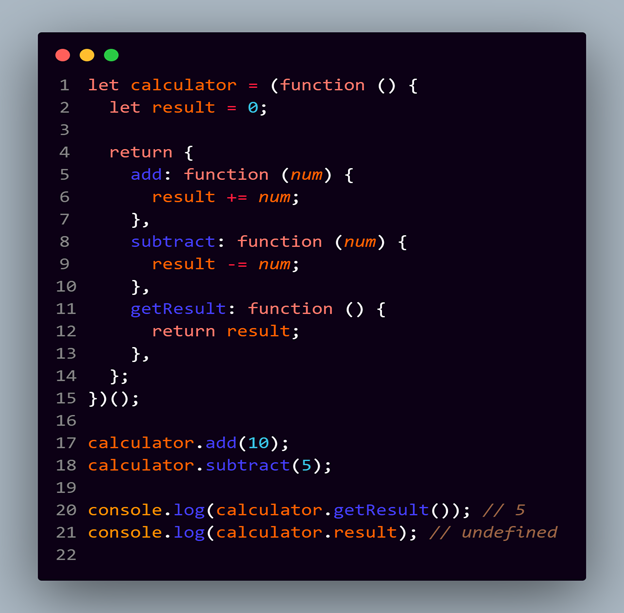 1 let calculator = (function () {
2   let result = 0;
3
4   return {
5     add: function (num) {
6       result += num;
7     },
8     subtract: function (num) {
9       result -= num;
10     },
11     getResult: function () {
12       return result;
13     },
14   };
15 })();
16
17 calculator.add(10);
18 calculator.subtract(5);
19
20 console.log(calculator.getResult()); // 5
21 console.log(calculator.result); // undefined
22